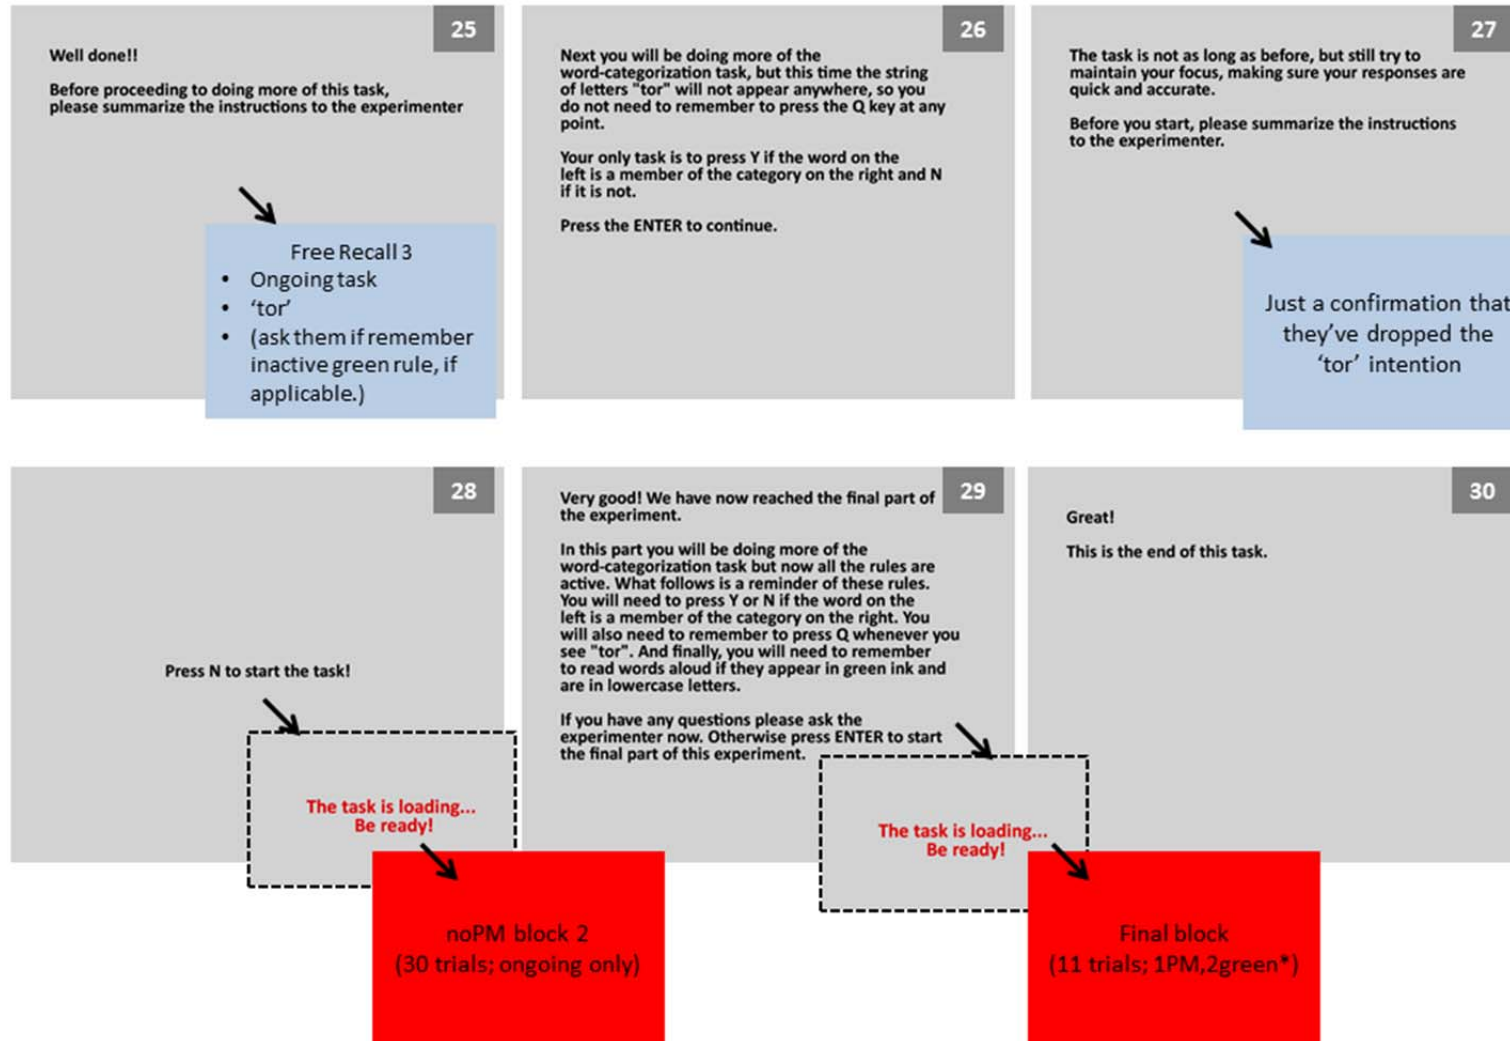 25
Well done!!
Before proceeding to doing more of this task,
please summarize the instructions to the experimenter
Free Recall 3
• Ongoing task
• ‘tor’
• (ask them if remember
inactive green rule, if
applicable.)
26
Next you will be doing more of the
word-categorization task, but this time the string
of letters "tor" will not appear anywhere, so you
do not need to remember to press the Q key at any
point.
Your only task is to press Y if the word on the
left is a member of the category on the right and N
if it is not.
Press the ENTER to continue.
27
The task is not as long as before, but still try to
maintain your focus, making sure your responses are
quick and accurate.
Before you start, please summarize the instructions
to the experimenter.
Just a confirmation that
they’ve dropped the
‘tor’ intention
28
Press N to start the task!
The task is loading...
Be ready!
noPM block 2
(30 trials; ongoing only)
29
Very good! We have now reached the final part of
the experiment.
In this part you will be doing more of the
word-categorization task but now all the rules are
active. What follows is a reminder of these rules.
You will need to press Y or N if the word on the
left is a member of the category on the right. You
will also need to remember to press Q whenever you
see "tor". And finally, you will need to remember
to read words aloud if they appear in green ink and
are in lowercase letters.
If you have any questions please ask the
experimenter now. Otherwise press ENTER to start
the final part of this experiment.
The task is loading...
Be ready!
Final block
(11 trials; 1PM,2green*)
30
Great!
This is the end of this task.